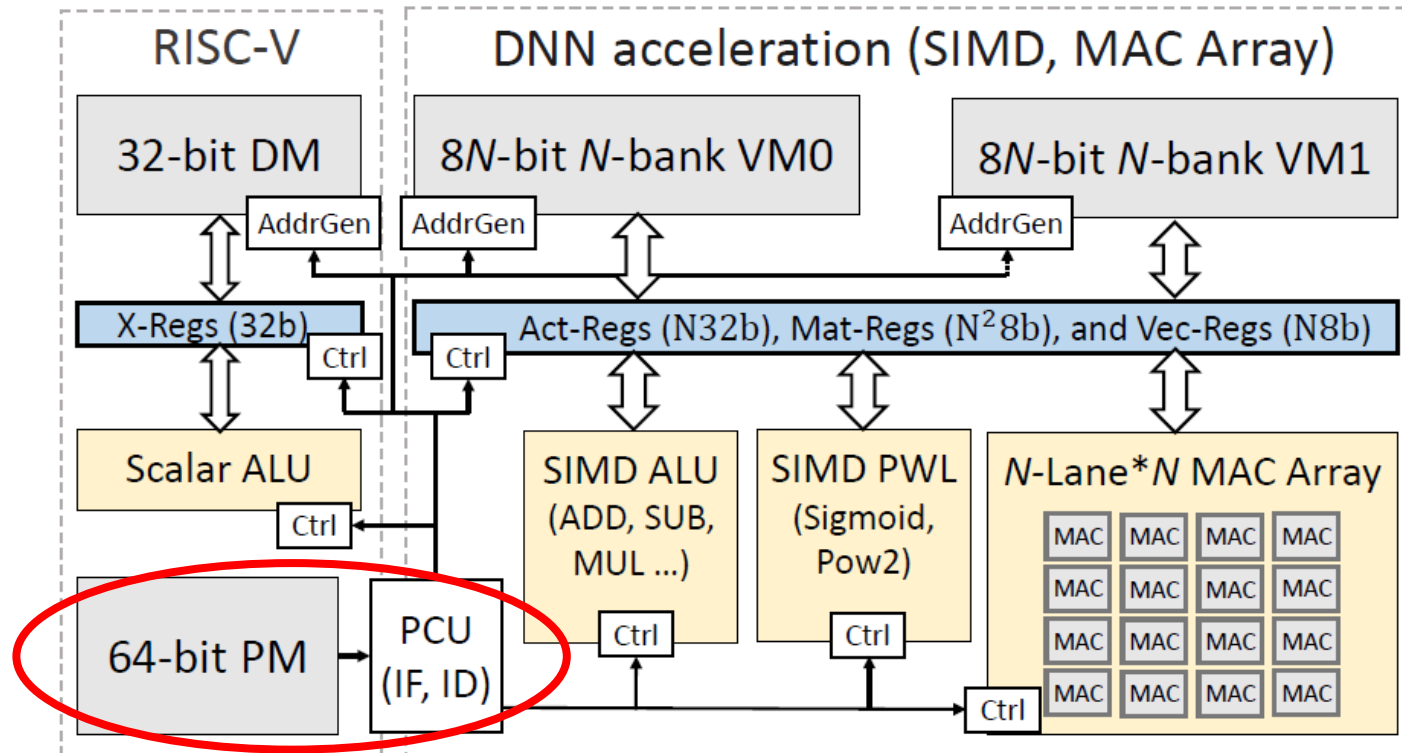 RISC-V
DNN acceleration (SIMD, MAC Array)
32-bit DM
8N-bit N-bank VM0
8N-bit N-bank VM1
AddrGen
AddrGen
AddrGen
X-Regs (32b)
Act-Regs (N32b), Mat-Regs (N²8b), and Vec-Regs (N8b)
Ctrl
Ctrl
Scalar ALU
Ctrl
SIMD ALU
(ADD, SUB,
MUL ...)
Ctrl
SIMD PWL
(Sigmoid,
Pow2)
Ctrl
N-Lane*N MAC Array
MAC MAC MAC MAC
MAC MAC MAC MAC
MAC MAC MAC MAC
MAC MAC MAC MAC
Ctrl
64-bit PM
PCU
(IF, ID)